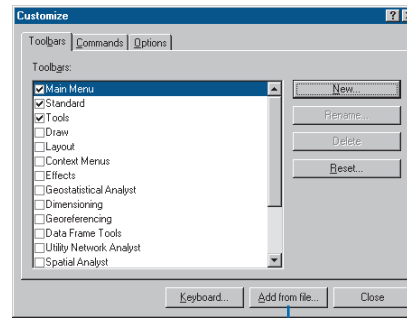 Customize
Toolbars Commands Options
Toolbars:
Main Menu
Standard
Tools
Draw
Layout
Context Menus
Effects
Geostatistical Analyst
Dimensioning
Georeferencing
Data Frame Tools
Utility Network Analyst
Spatial Analyst
New...
Rename...
Delete
Reset...
Keyboard... Add from file... Close